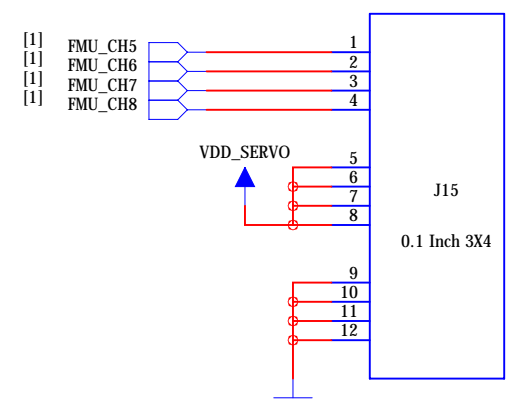 [1] FMU_CH5 1
[1] FMU_CH6 2
[1] FMU_CH7 3
[1] FMU_CH8 4
VDD_SERVO 5
6
7
8
J15
0.1 Inch 3X4
9
10
11
12